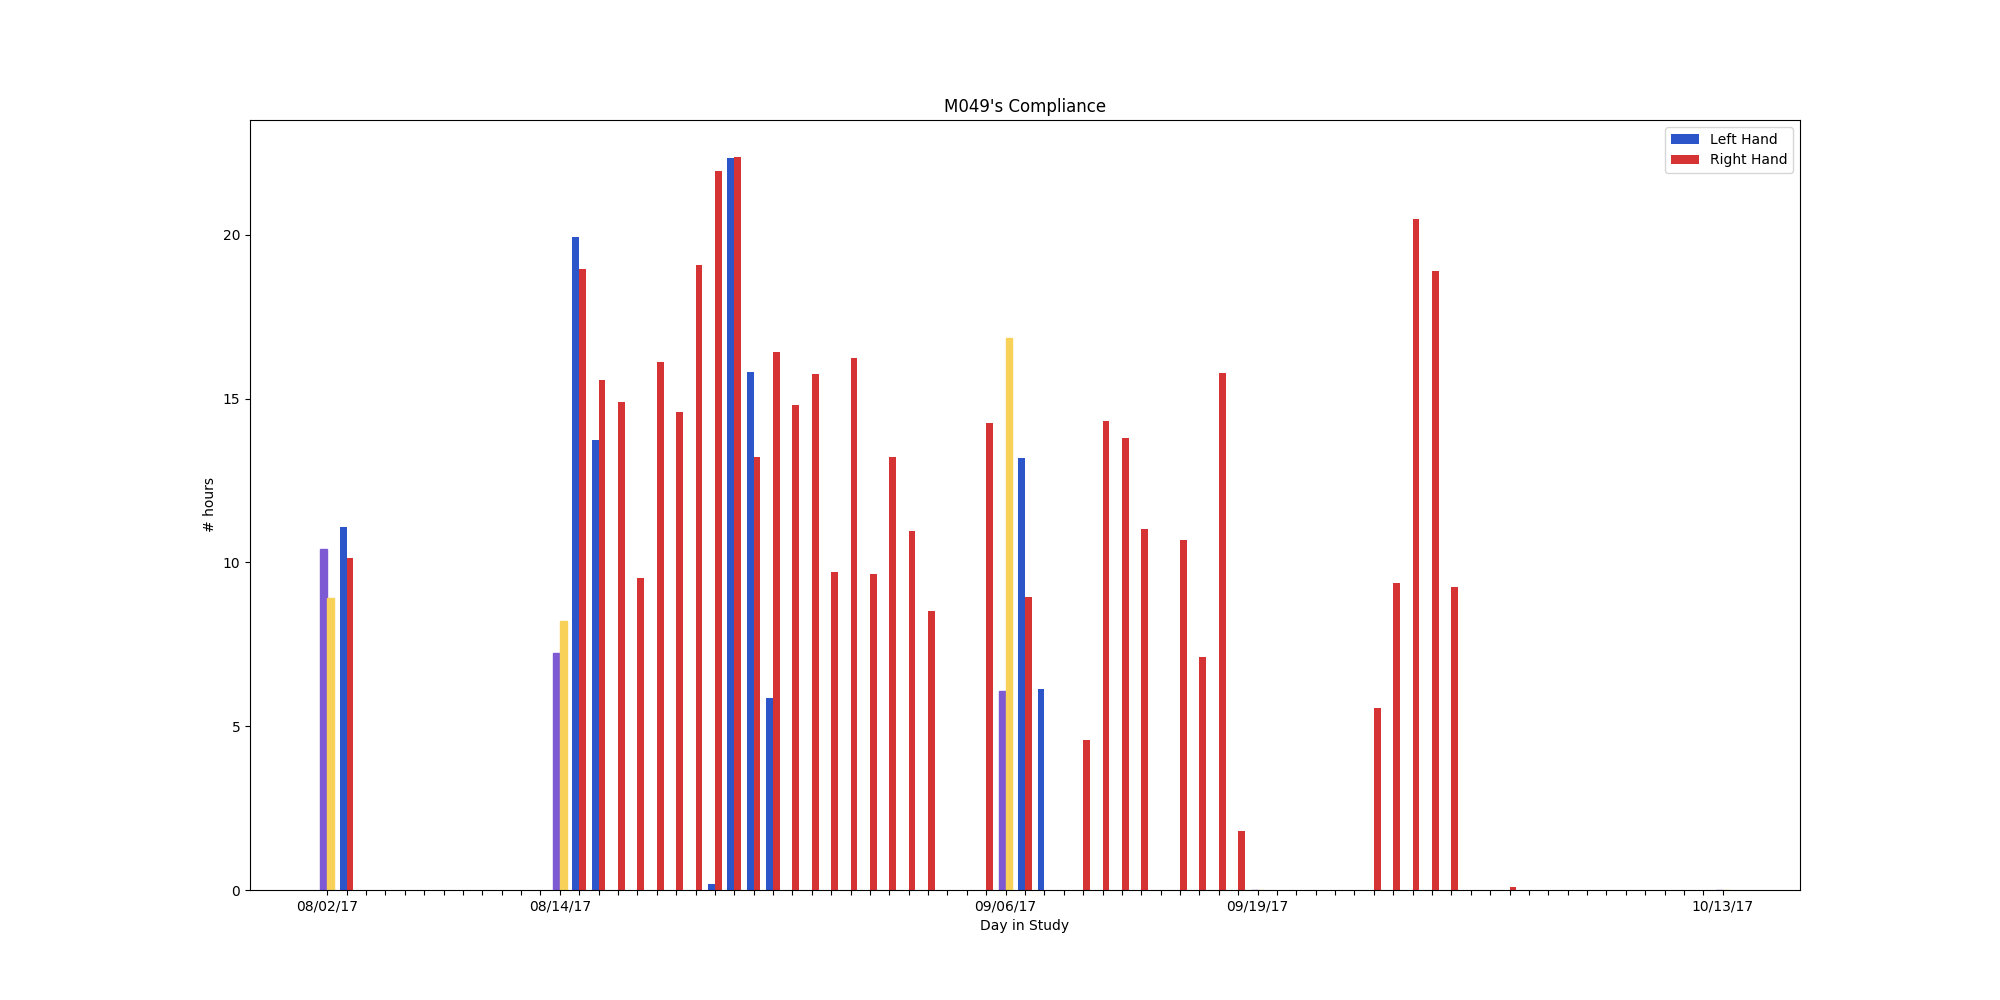 M049's Compliance
Left Hand
Right Hand
# hours
20
15
10
5
0
08/02/17 08/14/17 09/06/17 09/19/17 10/13/17
Day in Study